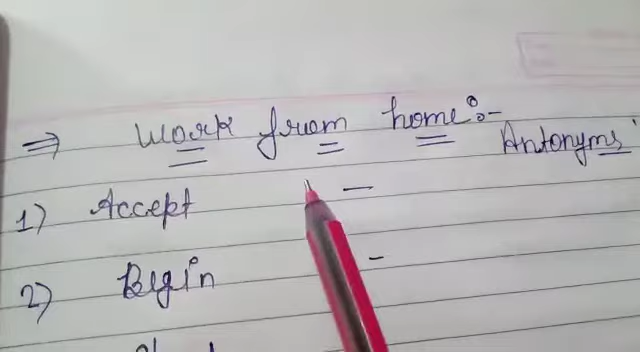 ⇒ Work from home:- Antonyms
1) Accept -
2) Begin -